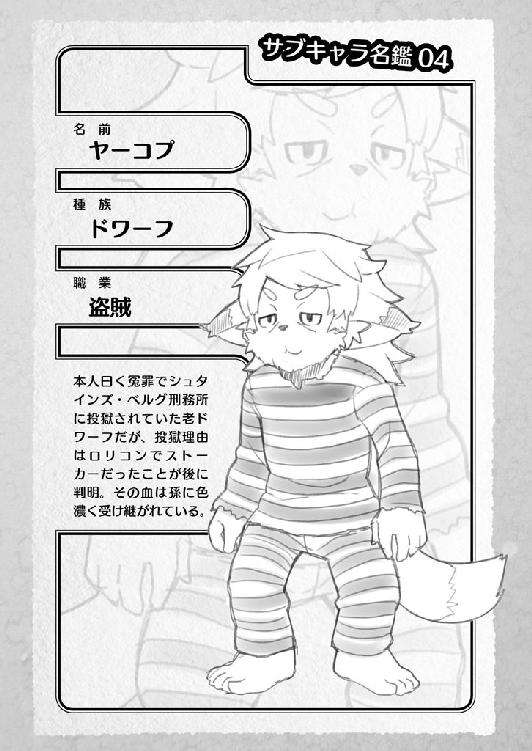 サブキャラ名鑑 04
名前
ヤーコプ
種族
ドワーフ
職業
盗賊
本人曰く冤罪でシュタ
インズ・ベルグ刑務所
に投獄されていた老ド
ワーフだが、投獄理由
はロリコンでストー
カーだったことが後に
判明。その血は孫に色
濃く受け継がれている。